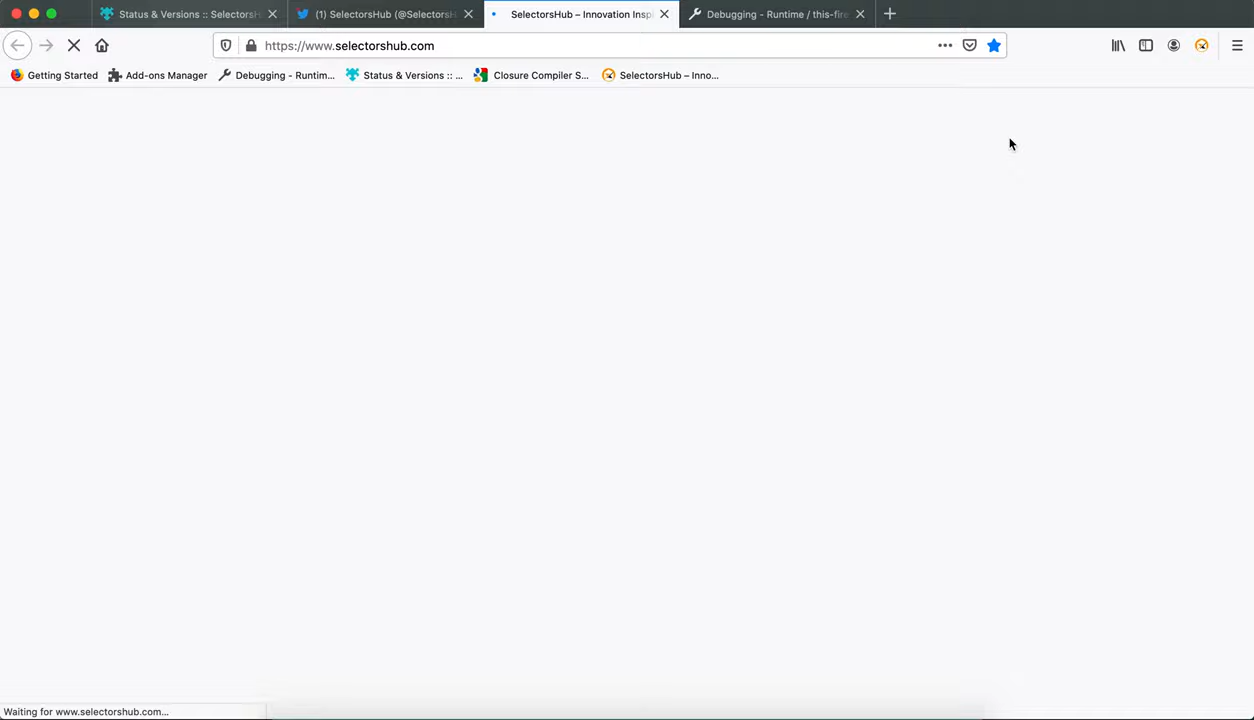 Status & Versions :: SelectorsH
(1) SelectorsHub (@SelectorsH
SelectorsHub – Innovation Inspi
Debugging - Runtime / this-fire
https://www.selectorshub.com
Getting Started
Add-ons Manager
Debugging - Runtim...
Status & Versions :: ...
Closure Compiler S...
SelectorsHub – Inno...
Waiting for www.selectorshub.com...